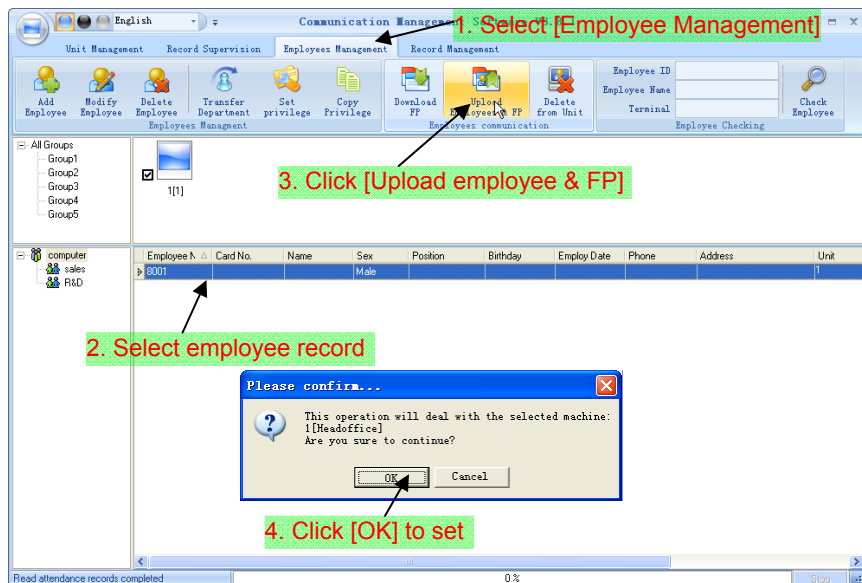 English
Communication Management Software V3.8
1. Select [Employee Management]
Unit Management Record Supervision Employees Management Record Management
Add Employee
Modify Employee
Delete Employee
Transfer Department
Set privilege
Copy Privilege
Employees Managment
Download FP
Upload Employees & FP
Delete from Unit
Employees communication
Employee ID
Employee Name
Terminal
Check Employee
Employee Checking
3. Click [Upload employee & FP]
All Groups
Group1
Group2
Group3
Group4
Group5
1[1]
computer
sales
R&D
Employee N Card No. Name Sex Position Birthday Employ Date Phone Address Unit
8001 Male 1
2. Select employee record
Please confirm...
This operation will deal with the selected machine:
1[Headoffice]
Are you sure to continue?
OK Cancel
4. Click [OK] to set
Read attendance records completed 0 % Stop